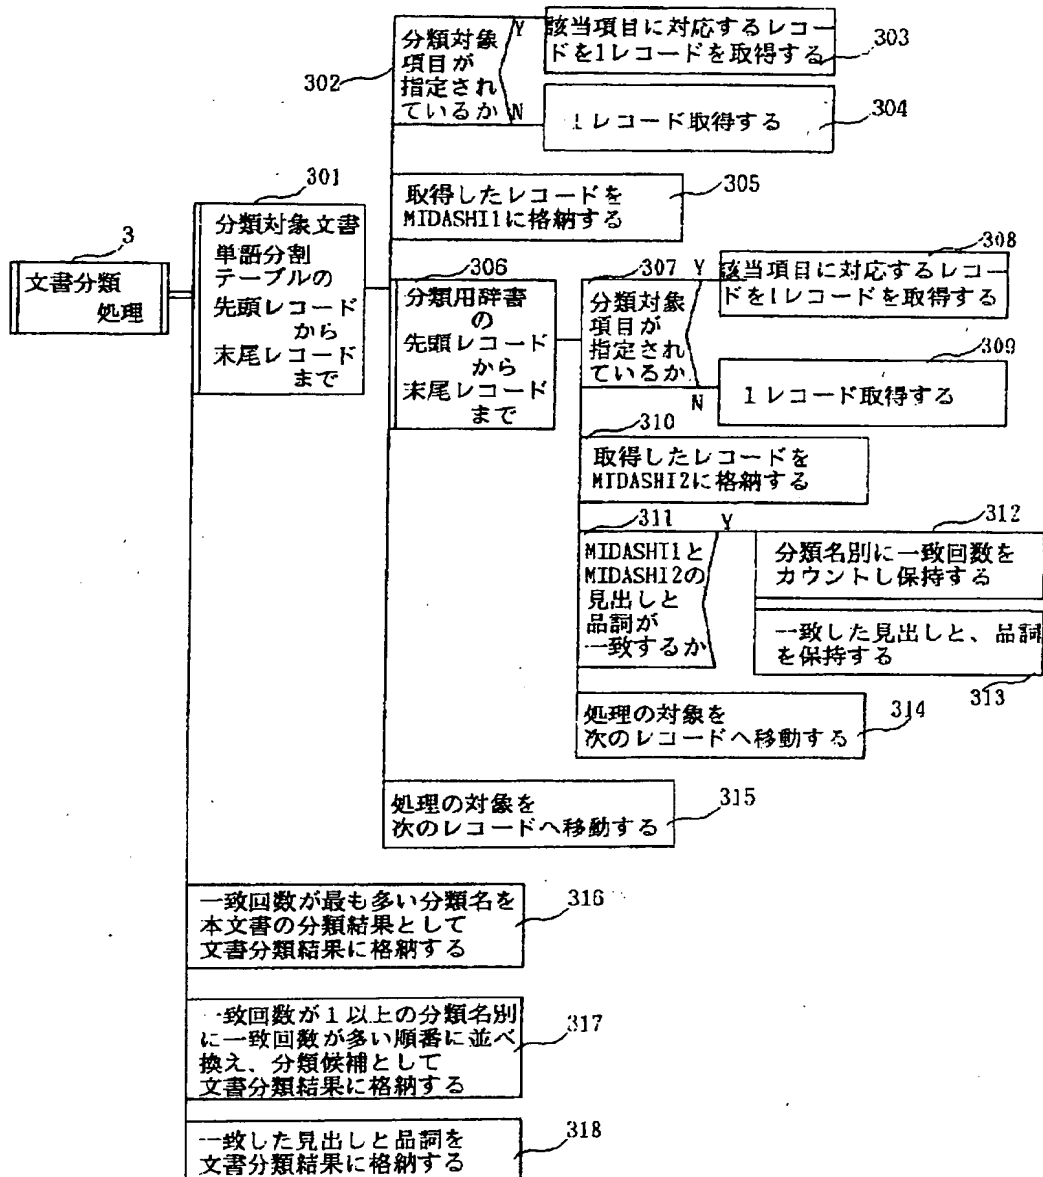 3
文書分類
処理
301
分類対象文書
単語分割
テーブルの
先頭レコード
から
末尾レコード
まで
302
分類対象
項目が
指定され
ているか
Y
N
該当項目に対応するレコー
ドを1レコードを取得する
303
1レコード取得する
304
取得したレコードを
MIDASHI1に格納する
305
306
分類用辞書
の
先頭レコード
から
末尾レコード
まで
307
分類対象
項目が
指定され
ているか
Y
N
該当項目に対応するレコー
ドを1レコードを取得する
308
309
1レコード取得する
310
取得したレコードを
MIDASHI2に格納する
311
MIDASHI1と
MIDASHI2の
見出しと
品詞が
一致するか
Y
312
分類名別に一致回数を
カウントし保持する
一致した見出しと、品詞
を保持する
313
処理の対象を
次のレコードへ移動する
314
処理の対象を
次のレコードへ移動する
315
一致回数が最も多い分類名を
本文書の分類結果として
文書分類結果に格納する
316
一致回数が1以上の分類名別
に一致回数が多い順番に並べ
換え、分類候補として
文書分類結果に格納する
317
一致した見出しと品詞を
文書分類結果に格納する
318